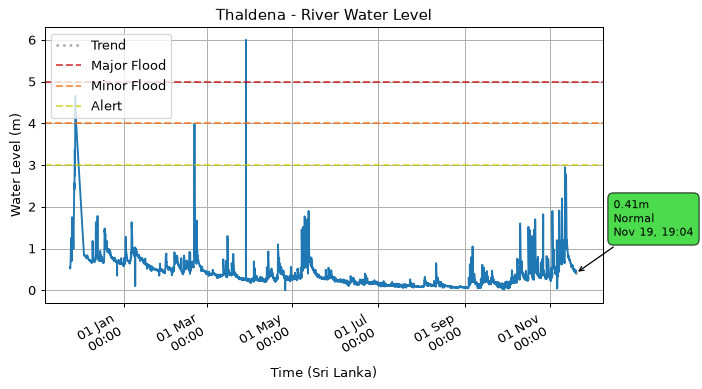 Thaldena - River Water Level
Water Level (m)
6
5
4
3
2
1
0
Trend
Major Flood
Minor Flood
Alert
0.41m
Normal
Nov 19, 19:04
01 Jan
00:00
01 Mar
00:00
01 May
00:00
01 Jul
00:00
01 Sep
00:00
01 Nov
00:00
Time (Sri Lanka)